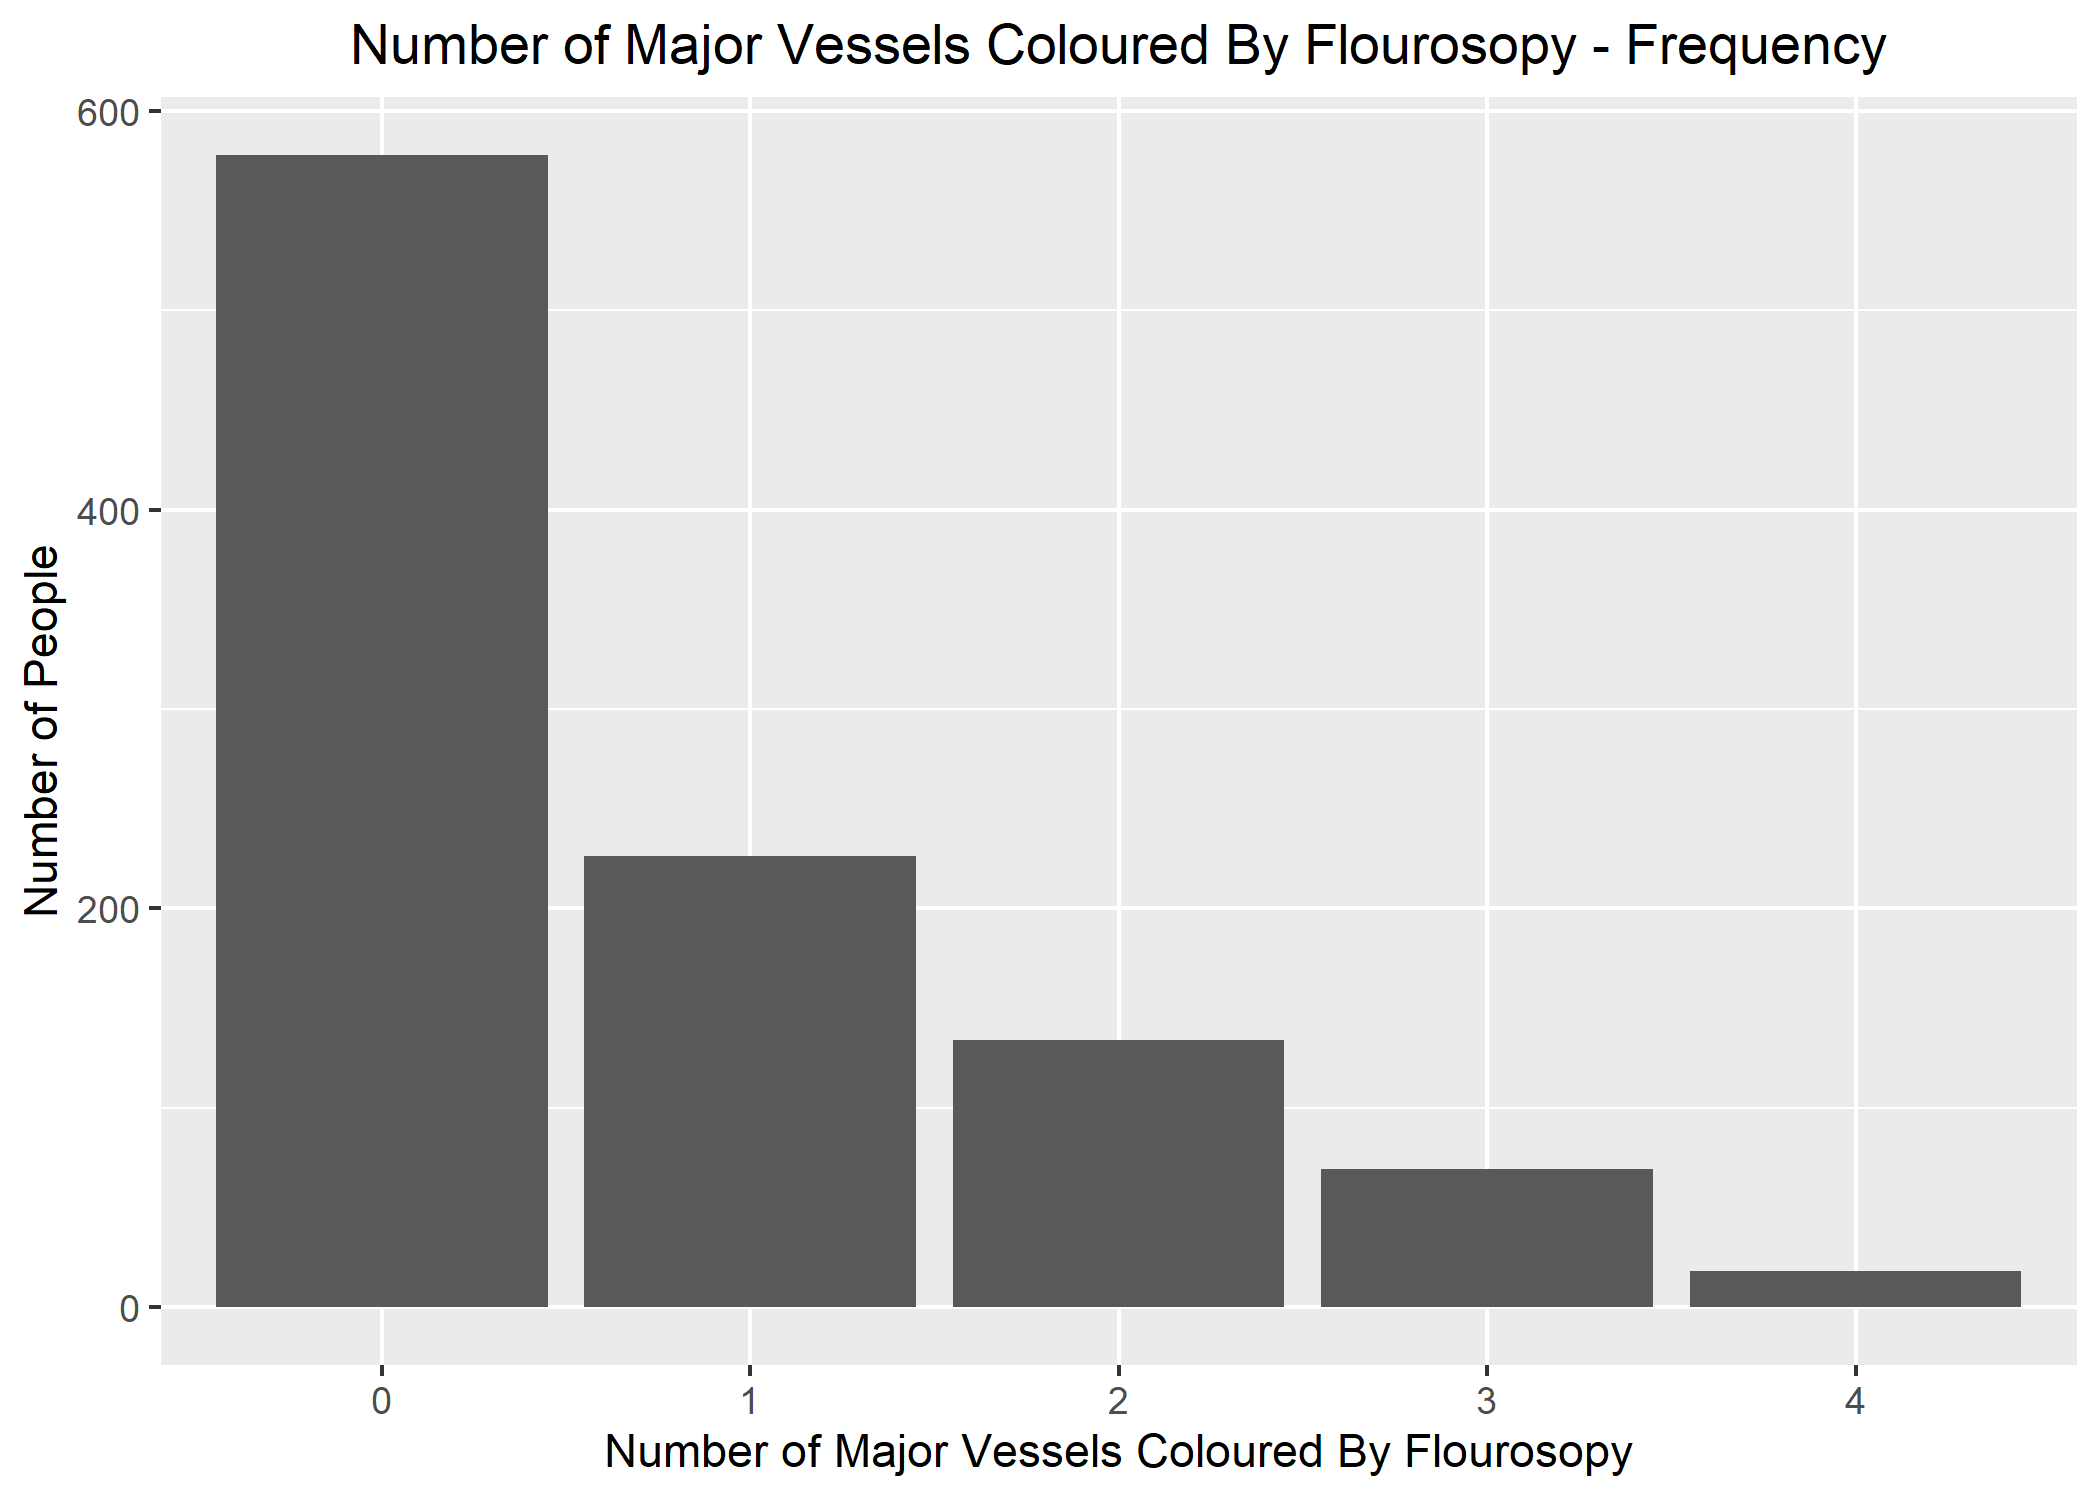 Number of Major Vessels Coloured By Flourosopy - Frequency
600
400
200
0
Number of People
0 1 2 3 4
Number of Major Vessels Coloured By Flourosopy